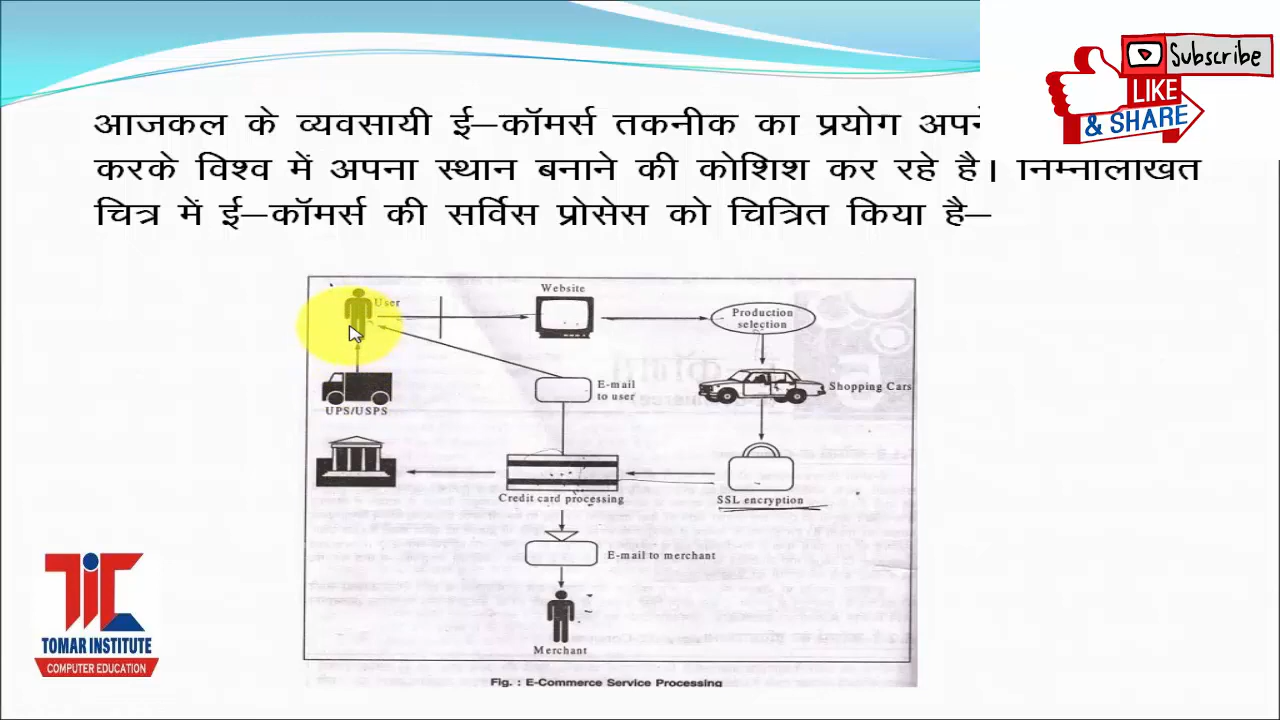 Subscribe
LIKE
& SHARE
आजकल के व्यवसायी ई–कॉमर्स तकनीक का प्रयोग
करके विश्व में अपना स्थान बनाने की कोशिश कर रहे है।
चित्र में ई–कॉमर्स की सर्विस प्रोसेस को चित्रित किया है–
User
Website
Production
selection
E-mail
to user
Shopping Cars
UPS/USPS
Credit card processing
SSL encryption
E-mail to merchant
Merchant
Fig. : E-Commerce Service Processing
TIC
TOMAR INSTITUTE
COMPUTER EDUCATION